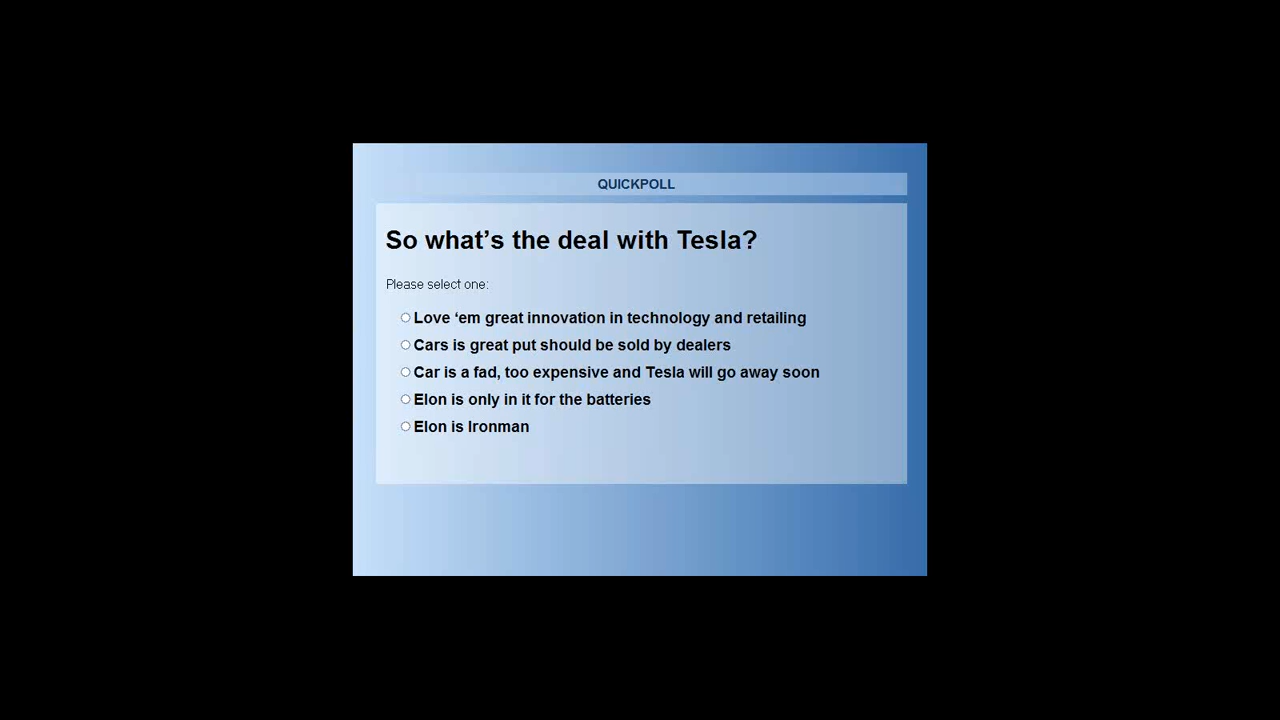 QUICKPOLL
So what’s the deal with Tesla?
Please select one:
Love ‘em great innovation in technology and retailing
Cars is great put should be sold by dealers
Car is a fad, too expensive and Tesla will go away soon
Elon is only in it for the batteries
Elon is Ironman